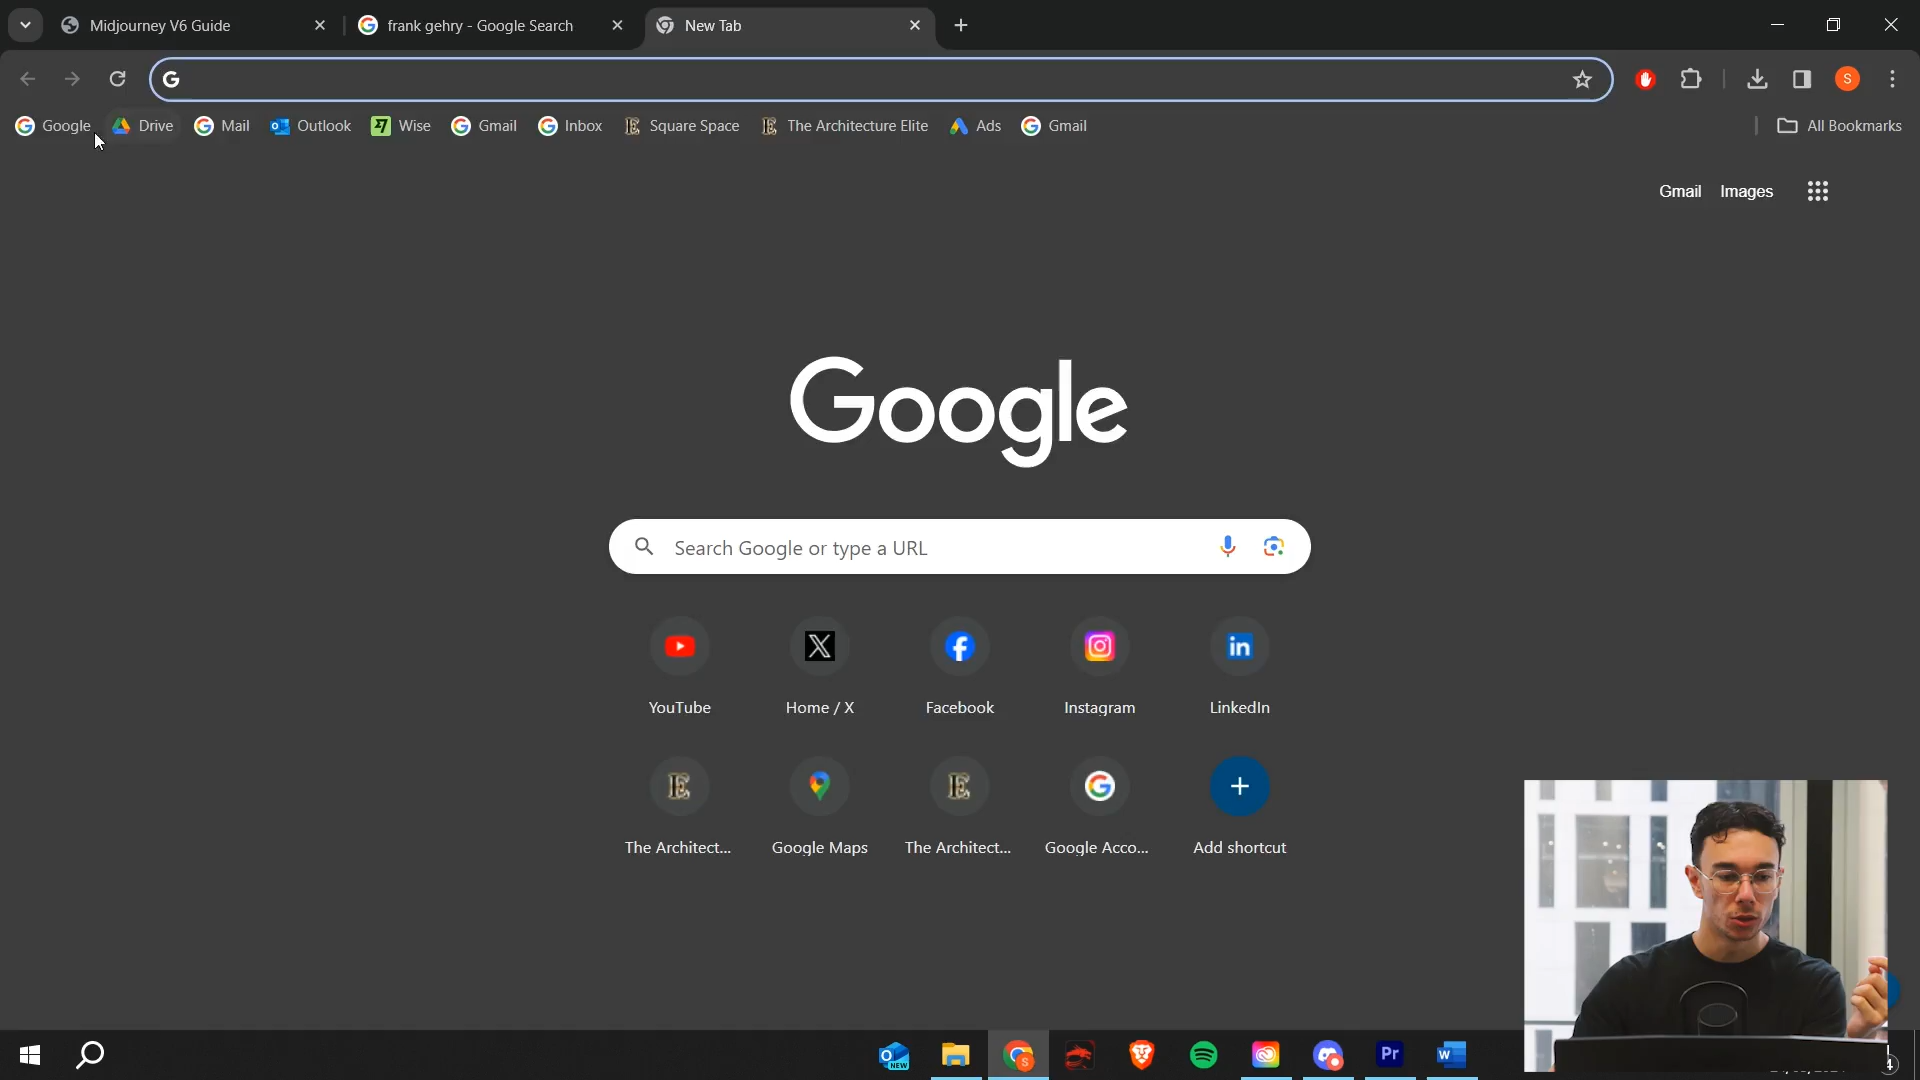 Midjourney V6 Guide
frank gehry - Google Search
New Tab
Google
Drive
Mail
Outlook
Wise
Gmail
Inbox
Square Space
The Architecture Elite
Ads
Gmail
All Bookmarks
Gmail
Images
Google
Search Google or type a URL
YouTube
Home / X
Facebook
Instagram
LinkedIn
The Architect...
Google Maps
The Architect...
Google Acco...
Add shortcut